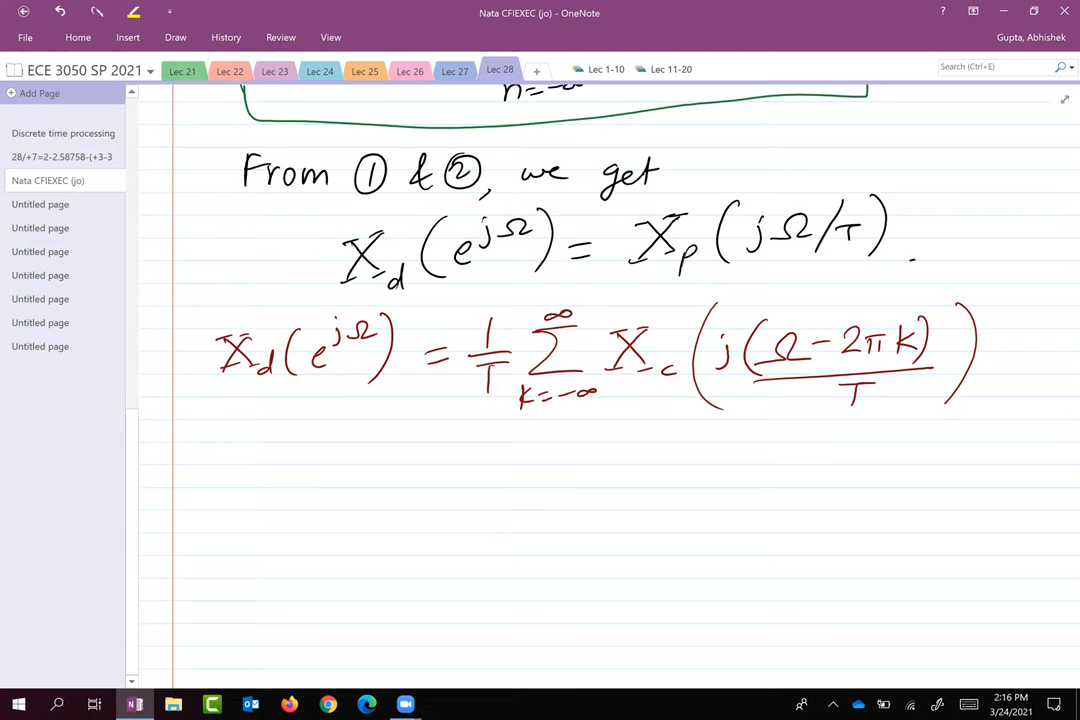 Nata CFIEXEC (jo) - OneNote
File Home Insert Draw History Review View
Gupta, Abhishek
ECE 3050 SP 2021
Lec 21 Lec 22 Lec 23 Lec 24 Lec 25 Lec 26 Lec 27 Lec 28 Lec 1-10 Lec 11-20
Search (Ctrl+E)
Add Page
Discrete time processing
28/+7=2-2.58758-(+3-3
Nata CFIEXEC (jo)
Untitled page
Untitled page
Untitled page
Untitled page
Untitled page
Untitled page
Untitled page
n=-∞
From ① & ②, we get
X_d(e^{jΩ}) = X_p(jΩ/T).
X_d(e^{jΩ}) = 1/T ∑_{k=-∞}^{∞} X_c(j(Ω-2πk)/T)
2:16 PM
3/24/2021